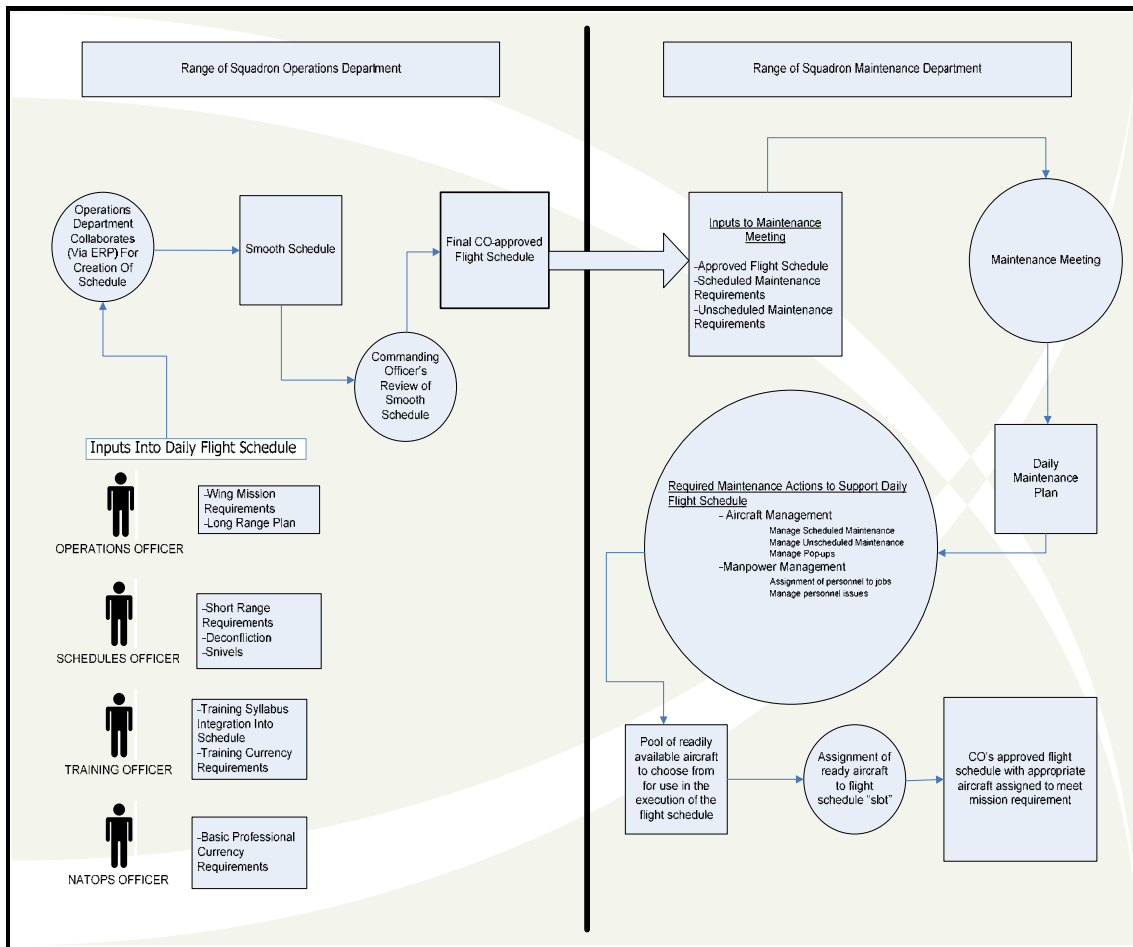 Range of Squadron Operations Department
Operations
Department
Collaborates
(Via ERP) For
Creation Of
Schedule
Smooth Schedule
Final CO-approved
Flight Schedule
Commanding
Officer's
Review of
Smooth
Schedule
Inputs Into Daily Flight Schedule
OPERATIONS OFFICER
-Wing Mission
Requirements
-Long Range Plan
SCHEDULES OFFICER
-Short Range
Requirements
-Deconfliction
-Snivels
TRAINING OFFICER
-Training Syllabus
Integration Into
Schedule
-Training Currency
Requirements
NATOPS OFFICER
-Basic Professional
Currency
Requirements
Range of Squadron Maintenance Department
Inputs to Maintenance
Meeting
-Approved Flight Schedule
-Scheduled Maintenance
Requirements
-Unscheduled Maintenance
Requirements
Maintenance Meeting
Daily
Maintenance
Plan
Required Maintenance Actions to Support Daily
Flight Schedule
- Aircraft Management
Manage Scheduled Maintenance
Manage Unscheduled Maintenance
Manage Pop-ups
-Manpower Management
Assignment of personnel to jobs
Manage personnel issues
Pool of readily
available aircraft
to choose from
for use in the
execution of the
flight schedule
Assignment of
ready aircraft
to flight
schedule "slot"
CO's approved flight
schedule with appropriate
aircraft assigned to meet
mission requirement